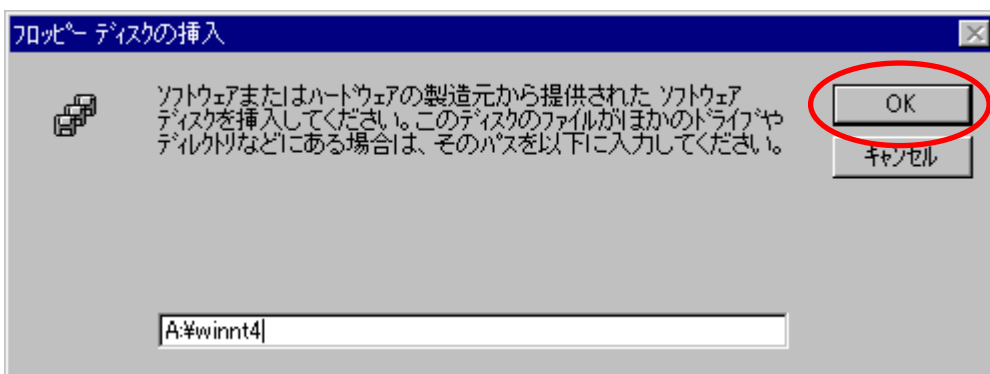 フロッピー ディスクの挿入
ソフトウェアまたはハードウェアの製造元から提供された ソフトウェア
ディスクを挿入してください。このディスクのファイルがほかのドライブや
ディレクトリなどにある場合は、そのパスを以下に入力してください。
OK
キャンセル
A:¥winnt4